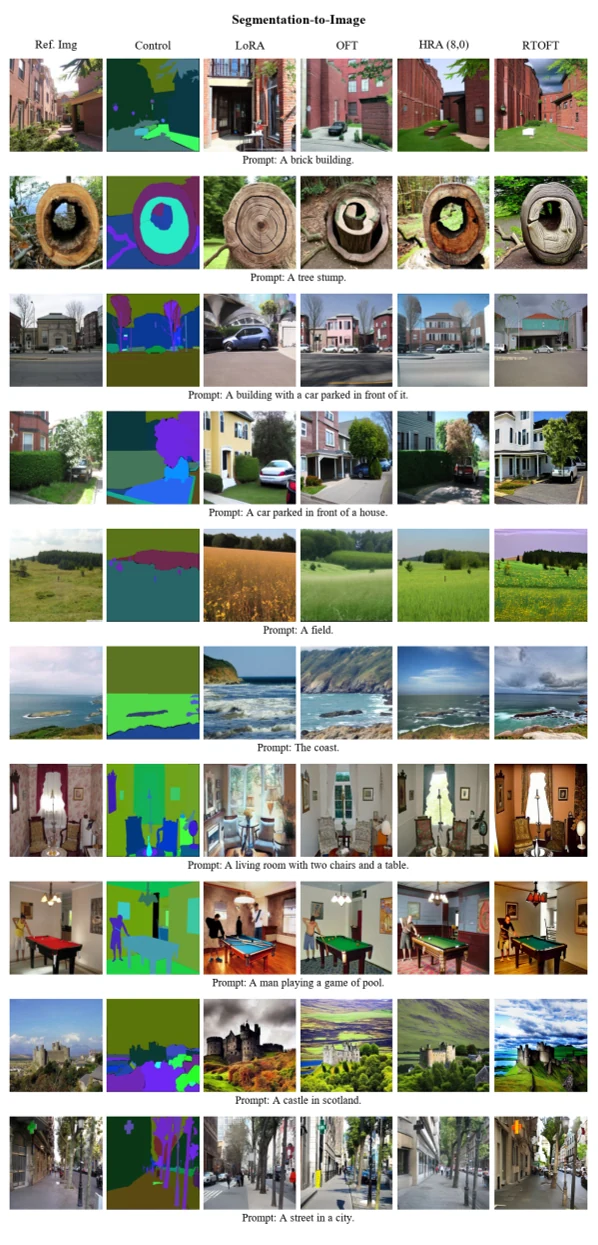 Segmentation-to-Image
Ref. Img Control LoRA OFT HRA (8,0) RTOFT
Prompt: A brick building.
Prompt: A tree stump.
Prompt: A building with a car parked in front of it.
Prompt: A car parked in front of a house.
Prompt: A field.
Prompt: The coast.
Prompt: A living room with two chairs and a table.
Prompt: A man playing a game of pool.
Prompt: A castle in scotland.
Prompt: A street in a city.